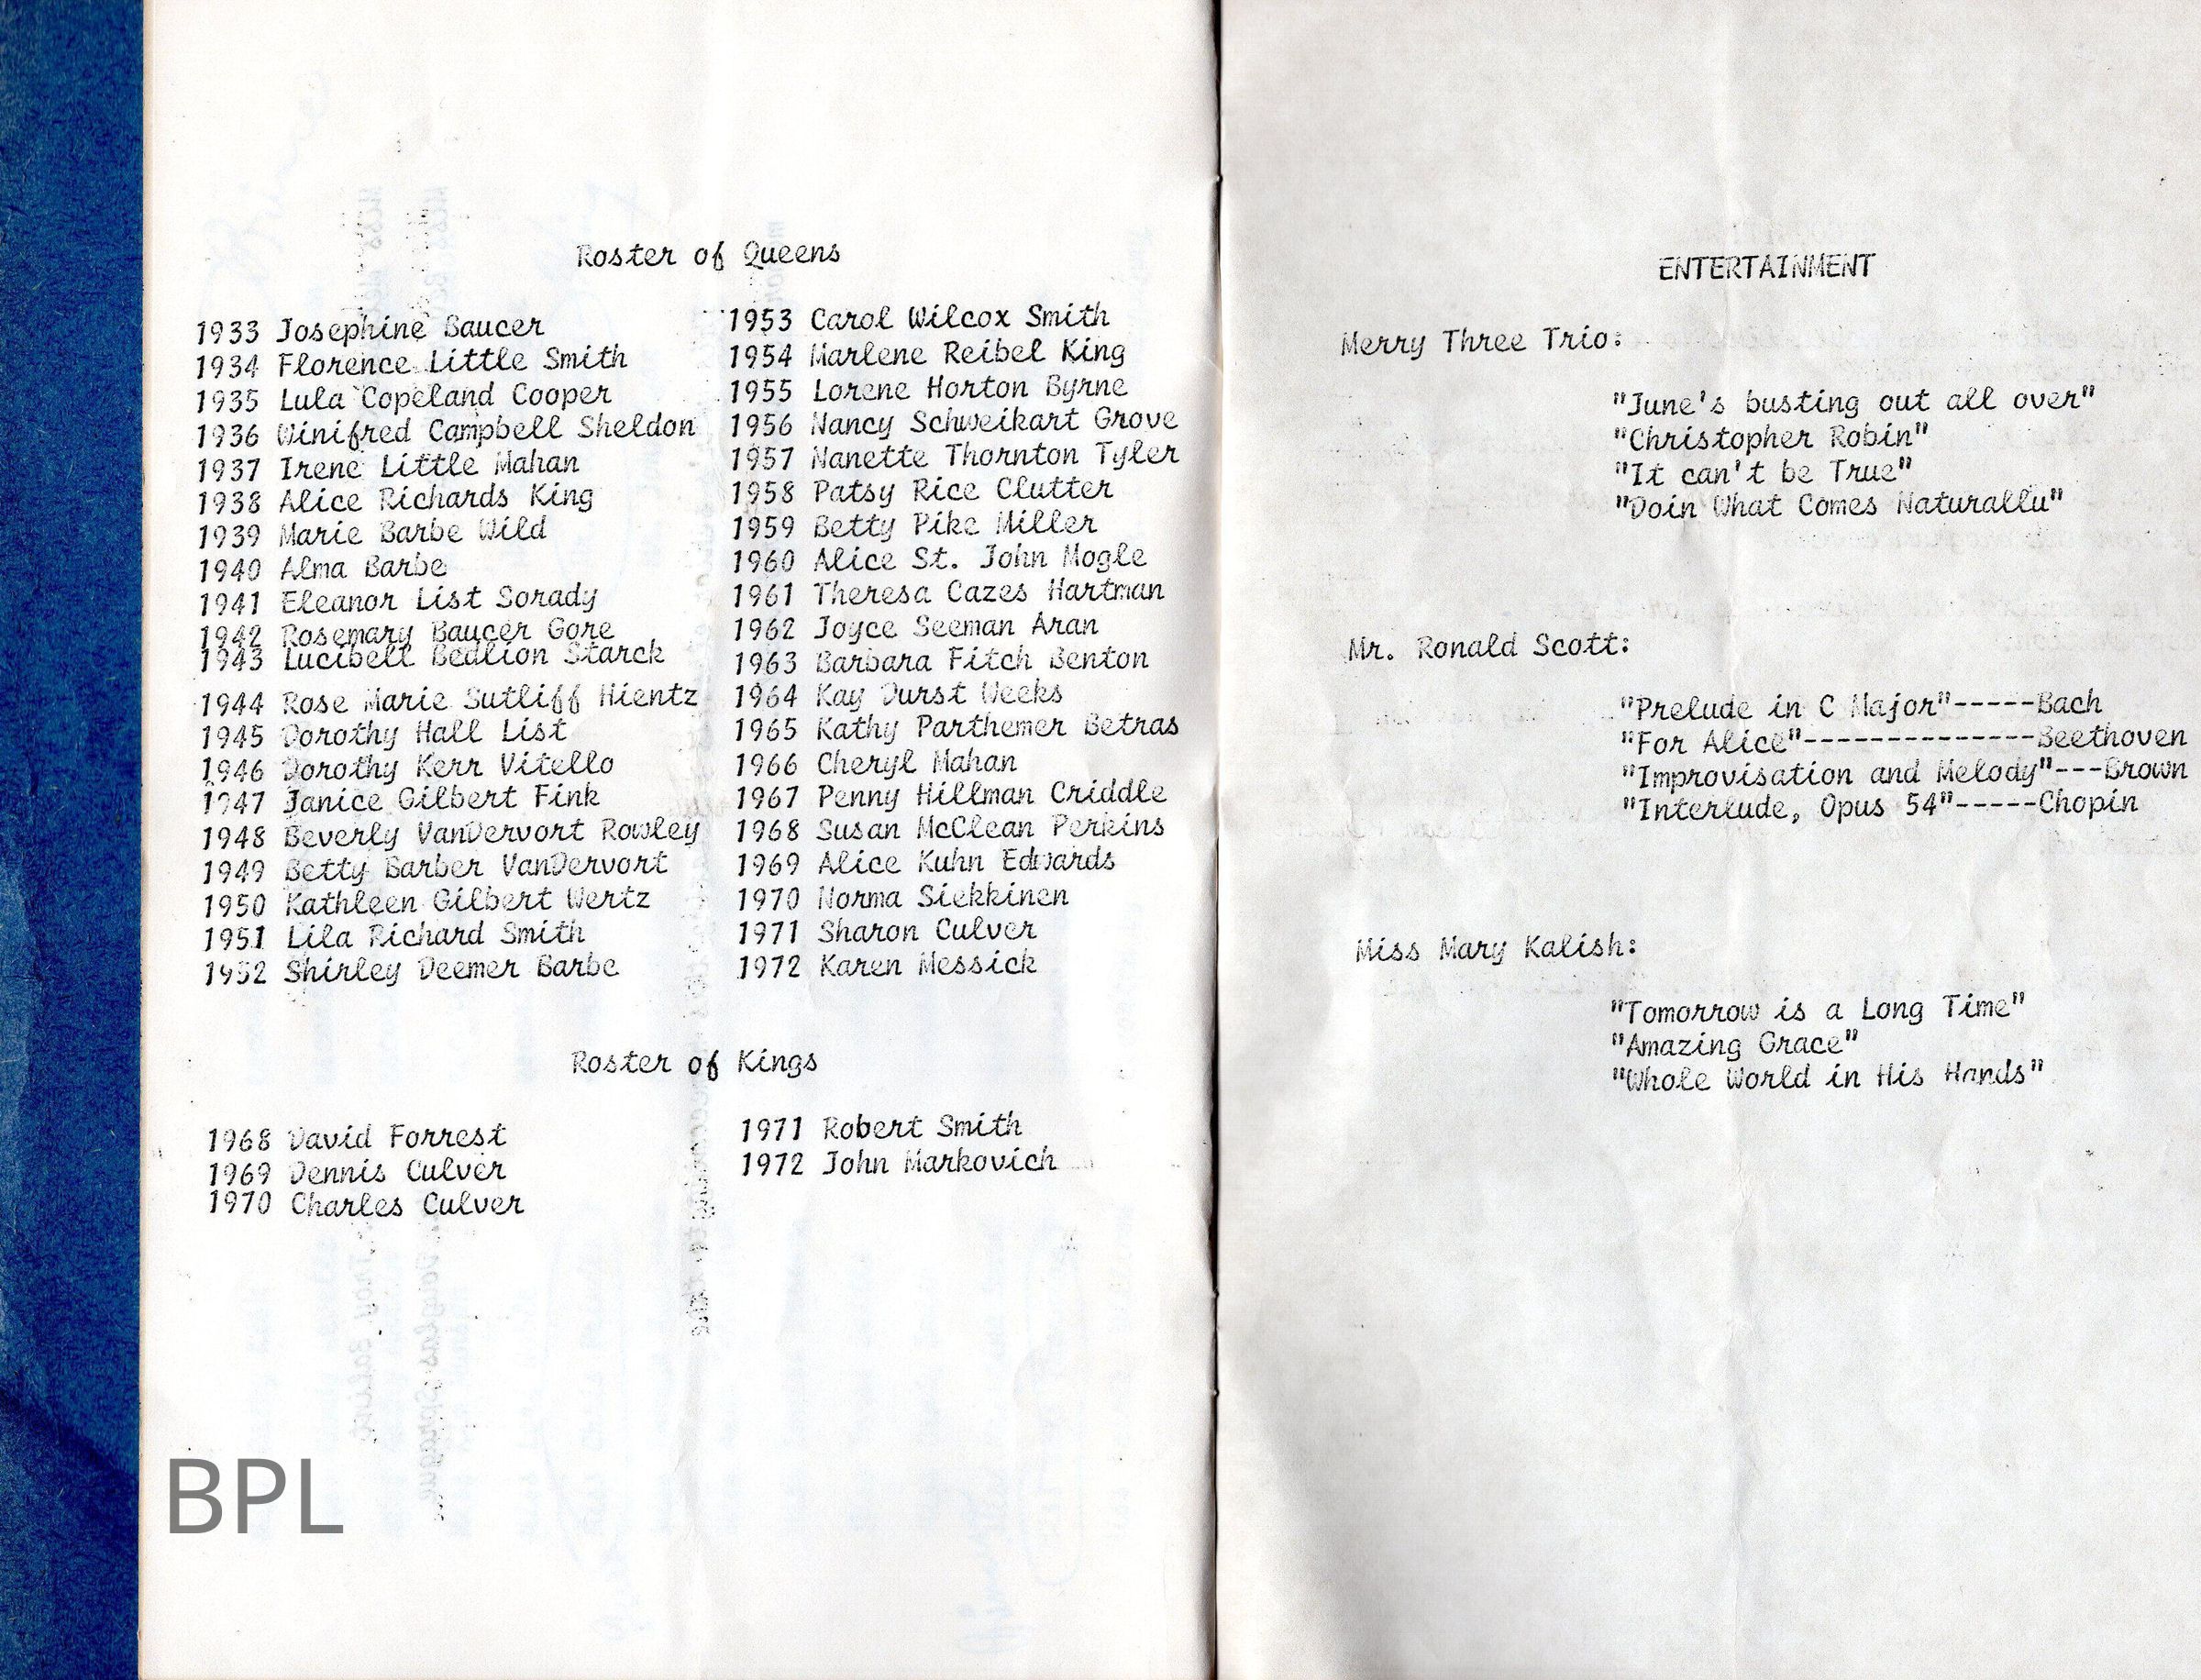 Roster of Queens
1933 Josephine Baucer
1934 Florence Little Smith
1935 Lula Copeland Cooper
1936 Winifred Campbell Sheldon
1937 Irene Little Mahan
1938 Alice Richards King
1939 Marie Barbe Wild
1940 Alma Barbe
1941 Eleanor List Sorady
1942 Rosemary Baucer Gore
1943 Lucibell Bedlion Starck
1944 Rose Marie Sutliff Hientz
1945 Dorothy Hall List
1946 Dorothy Kerr Vitello
1947 Janice Gilbert Fink
1948 Beverly VanDervort Rowley
1949 Betty Barber VanDervort
1950 Kathleen Gilbert Wertz
1951 Lila Richard Smith
1952 Shirley Deemer Barbe
1953 Carol Wilcox Smith
1954 Marlene Reibel King
1955 Lorene Horton Byrne
1956 Nancy Schweikart Grove
1957 Nanette Thornton Tyler
1958 Patsy Rice Clutter
1959 Betty Pike Miller
1960 Alice St. John Mogle
1961 Theresa Cazes Hartman
1962 Joyce Seeman Aran
1963 Barbara Fitch Benton
1964 Kay Durst Weeks
1965 Kathy Parthemer Betras
1966 Cheryl Mahan
1967 Penny Hillman Criddle
1968 Susan McClean Perkins
1969 Alice Kuhn Edwards
1970 Norma Siekkinen
1971 Sharon Culver
1972 Karen Messick
Roster of Kings
1968 David Forrest
1969 Dennis Culver
1970 Charles Culver
1971 Robert Smith
1972 John Markovich
BPL
ENTERTAINMENT
Merry Three Trio:
"June's busting out all over"
"Christopher Robin"
"It can't be True"
"Doin What Comes Naturallu"
Mr. Ronald Scott:
"Prelude in C Major"-----Bach
"For Alice"--------------Beethoven
"Improvisation and Melody"---Brown
"Interlude, Opus 54"-----Chopin
Miss Mary Kalish:
"Tomorrow is a Long Time"
"Amazing Grace"
"Whole World in His Hands"